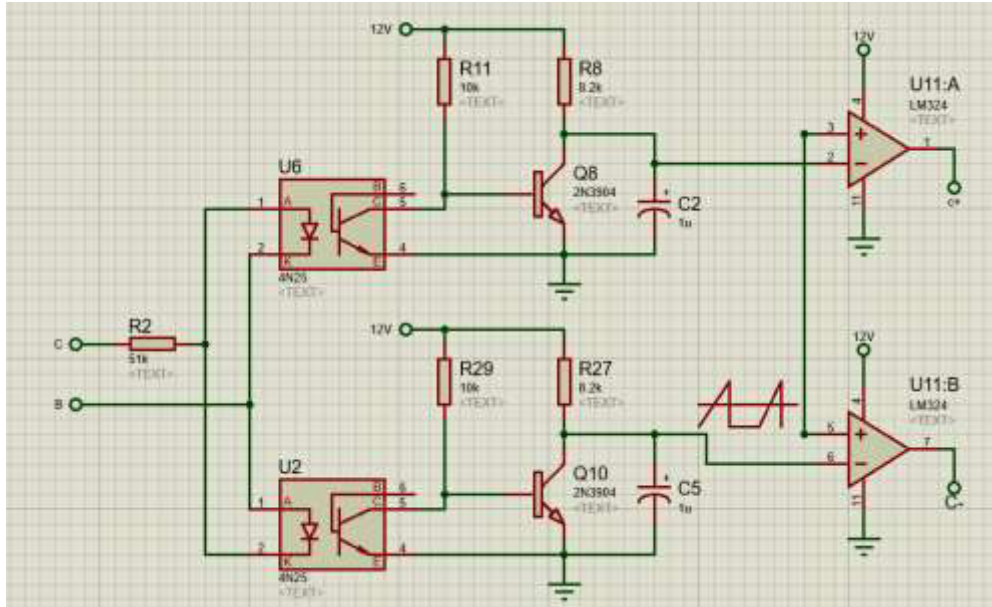 12V
R11
10k
<TEXT>
R8
8.2k
<TEXT>
12V
U11:A
LM324
<TEXT>
4
3
+
2
−
1
11
c+
U6
1
A
2
K
B
6
C
5
E
4
4N25
<TEXT>
Q8
2N3904
<TEXT>
+
C2
1u
R2
51k
<TEXT>
C
B
12V
R29
10k
<TEXT>
R27
8.2k
<TEXT>
12V
U11:B
LM324
<TEXT>
4
5
+
6
−
7
11
C-
U2
1
A
2
K
B
6
C
5
E
4
4N25
<TEXT>
Q10
2N3904
<TEXT>
+
C5
1u